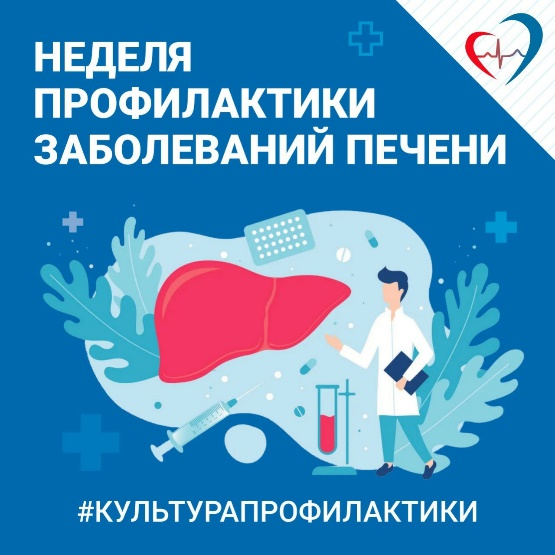 НЕДЕЛЯ
ПРОФИЛАКТИКИ
ЗАБОЛЕВАНИЙ ПЕЧЕНИ
#КУЛЬТУРАПРОФИЛАКТИКИ